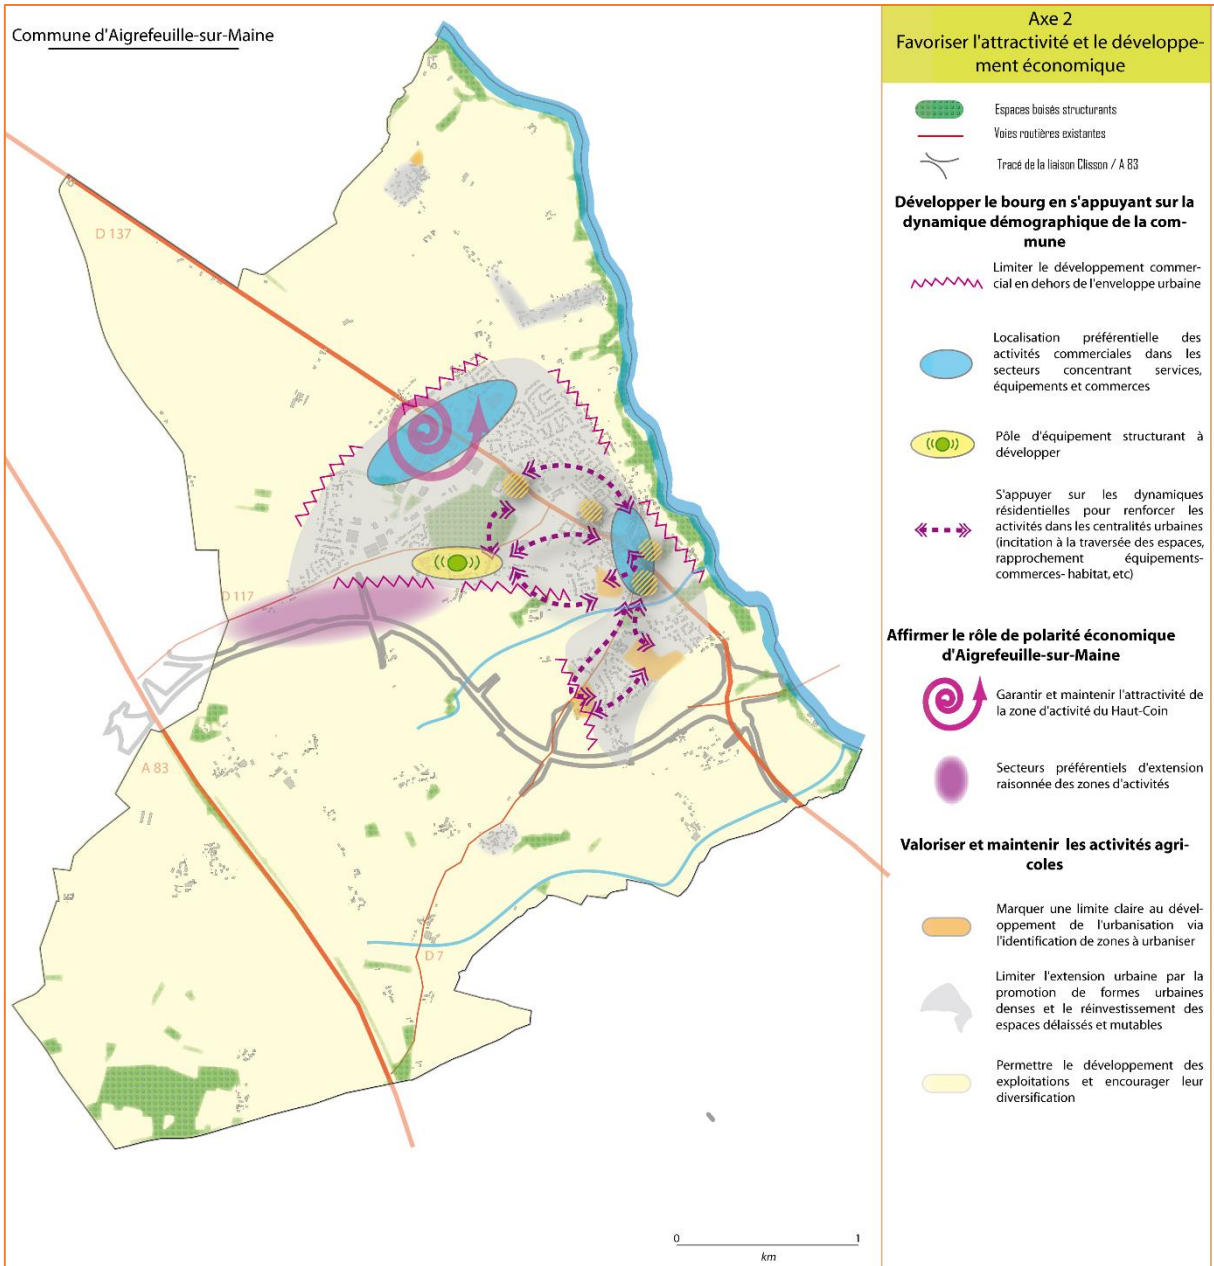 Commune d'Aigrefeuille-sur-Maine
D 137
D 117
A 83
D 7
0 1
km
Axe 2
Favoriser l'attractivité et le développe-
ment économique
Espaces boisés structurants
Voies routières existantes
Tracé de la liaison Clisson / A 83
Développer le bourg en s'appuyant sur la
dynamique démographique de la com-
mune
Limiter le développement commer-
cial en dehors de l'enveloppe urbaine
Localisation préférentielle des
activités commerciales dans les
secteurs concentrant services,
équipements et commerces
Pôle d'équipement structurant à
développer
S'appuyer sur les dynamiques
résidentielles pour renforcer les
activités dans les centralités urbaines
(incitation à la traversée des espaces,
rapprochement équipements-
commerces- habitat, etc)
Affirmer le rôle de polarité économique
d'Aigrefeuille-sur-Maine
Garantir et maintenir l'attractivité de
la zone d'activité du Haut-Coin
Secteurs préférentiels d'extension
raisonnée des zones d'activités
Valoriser et maintenir les activités agri-
coles
Marquer une limite claire au dével-
oppement de l'urbanisation via
l'identification de zones à urbaniser
Limiter l'extension urbaine par la
promotion de formes urbaines
denses et le réinvestissement des
espaces délaissés et mutables
Permettre le développement des
exploitations et encourager leur
diversification